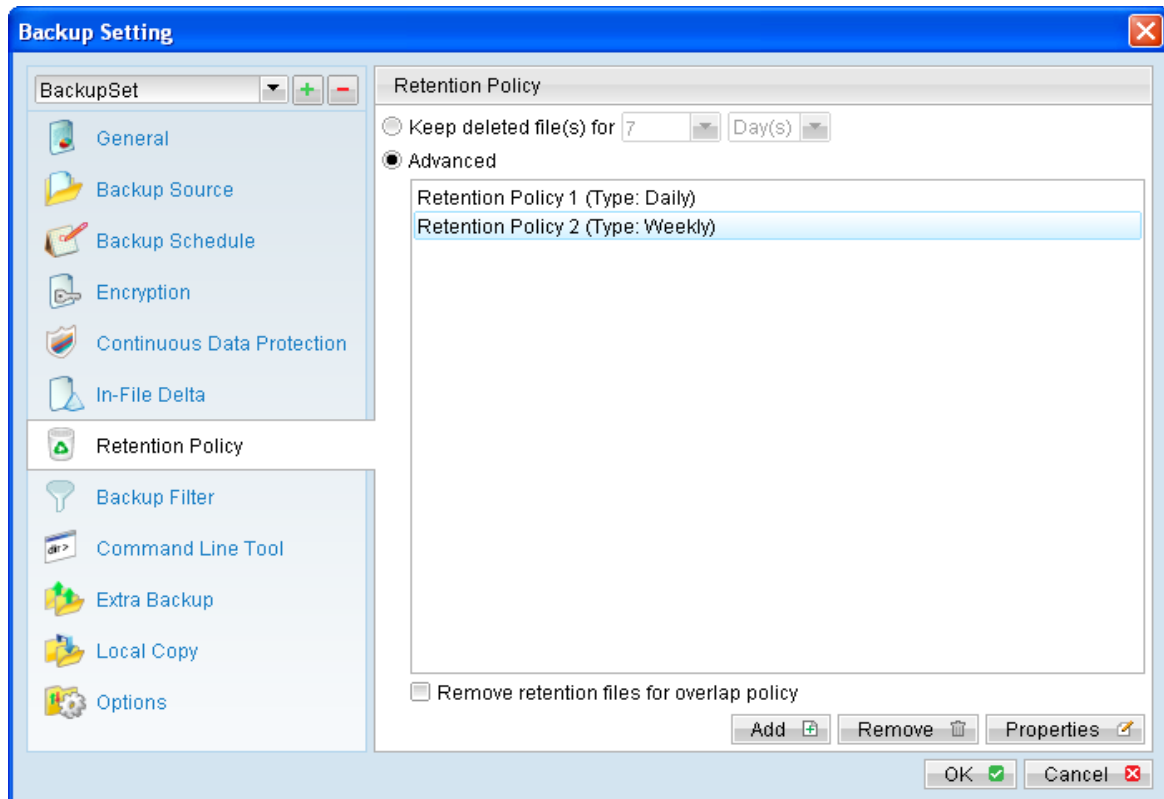 Backup Setting
BackupSet
General
Backup Source
Backup Schedule
Encryption
Continuous Data Protection
In-File Delta
Retention Policy
Backup Filter
dir>
Command Line Tool
Extra Backup
Local Copy
Options
Retention Policy
Keep deleted file(s) for 7 Day(s)
Advanced
Retention Policy 1 (Type: Daily)
Retention Policy 2 (Type: Weekly)
Remove retention files for overlap policy
Add Remove Properties
OK Cancel